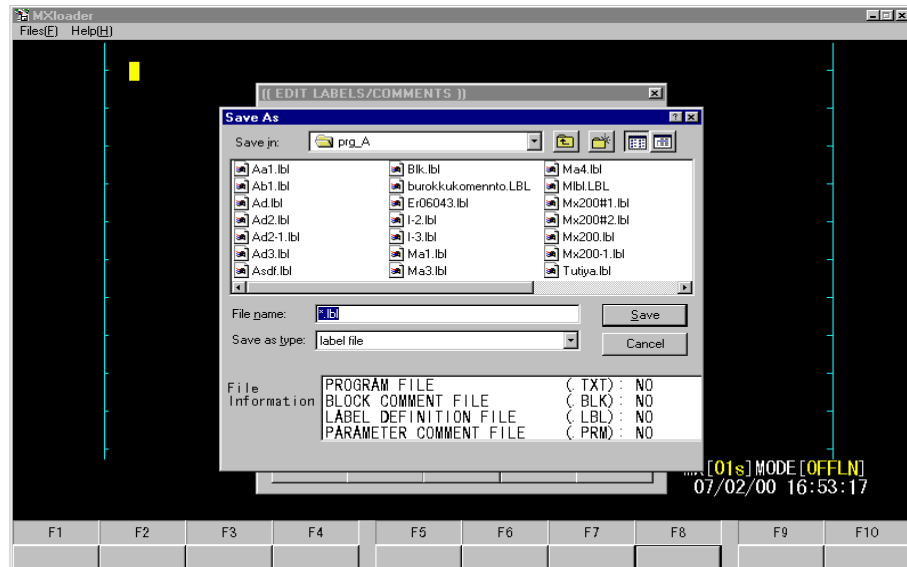 MXloader
Files(F) Help(H)
(( EDIT LABELS/COMMENTS ))
Save As
Save in: prg_A
Aa1.lbl Blk.lbl Ma4.lbl
Ab1.lbl burokkukomennto.LBL Mlbl.LBL
Ad.lbl Er06043.lbl Mx200#1.lbl
Ad2.lbl I-2.lbl Mx200#2.lbl
Ad2-1.lbl I-3.lbl Mx200.lbl
Ad3.lbl Ma1.lbl Mx200-1.lbl
Asdf.lbl Ma3.lbl Tutiya.lbl
File name: *.lbl Save
Save as type: label file Cancel
File Information
PROGRAM FILE (. TXT) : NO
BLOCK COMMENT FILE (. BLK) : NO
LABEL DEFINITION FILE (. LBL) : NO
PARAMETER COMMENT FILE (. PRM) : NO
[01s]MODE[OFFLN]
07/02/00 16:53:17
F1 F2 F3 F4 F5 F6 F7 F8 F9 F10